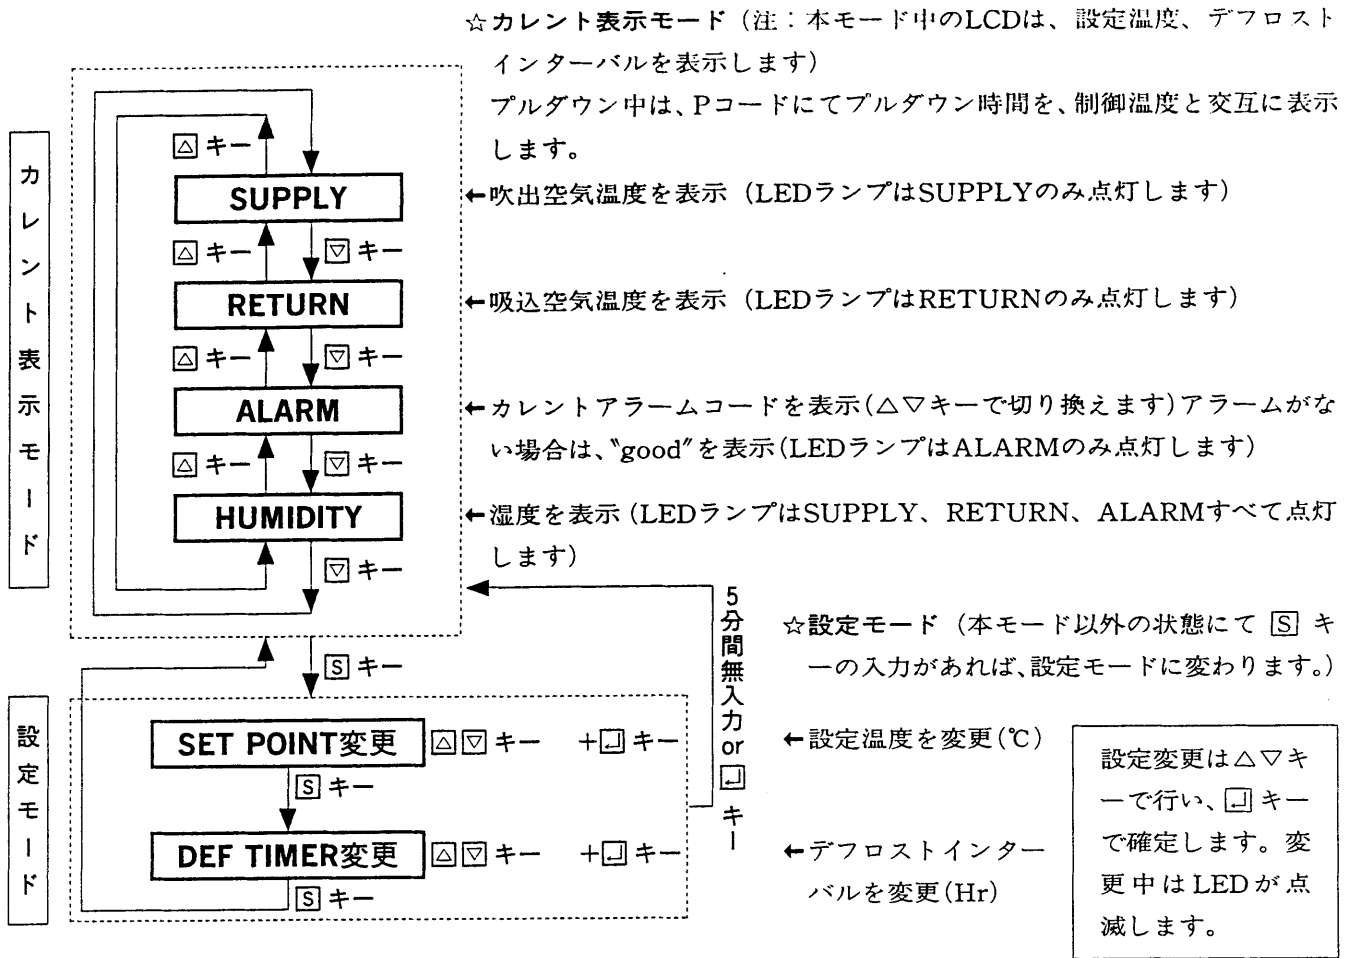 ☆カレント表示モード（注：本モード中のLCDは、設定温度、デフロスト
インターバルを表示します）
プルダウン中は、Pコードにてプルダウン時間を、制御温度と交互に表示
します。
カレント表示モード
△ キー
SUPPLY
←吹出空気温度を表示（LEDランプはSUPPLYのみ点灯します）
△ キー
▽ キー
RETURN
←吸込空気温度を表示（LEDランプはRETURNのみ点灯します）
△ キー
▽ キー
ALARM
←カレントアラームコードを表示（△▽キーで切り換えます）アラームがな
い場合は、〝good〞を表示（LEDランプはALARMのみ点灯します）
△ キー
▽ キー
HUMIDITY
←湿度を表示（LEDランプはSUPPLY、RETURN、ALARMすべて点灯
します）
▽ キー
5分間無入力or ↵ キー
☆設定モード（本モード以外の状態にて S キ
ーの入力があれば、設定モードに変わります。）
S キー
設定モード
SET POINT変更 △ ▽ キー ＋↵ キー
←設定温度を変更（℃）
S キー
DEF TIMER変更 △ ▽ キー ＋↵ キー
←デフロストインター
バルを変更（Hr）
S キー
設定変更は△▽キ
ーで行い、↵ キー
で確定します。変
更中はLEDが点
滅します。